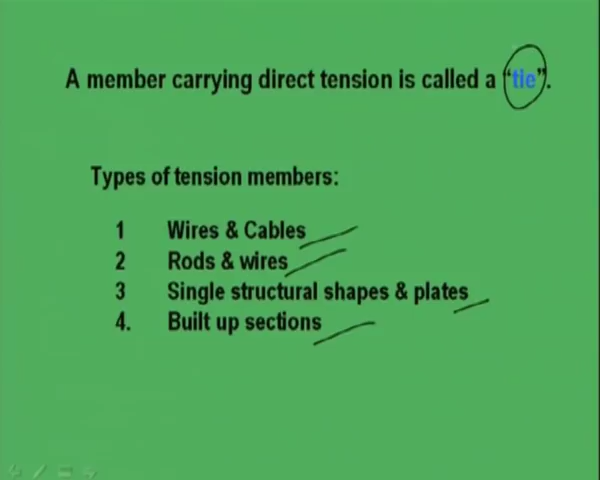 A member carrying direct tension is called a "tie".
Types of tension members:
1 Wires & Cables
2 Rods & wires
3 Single structural shapes & plates
4. Built up sections